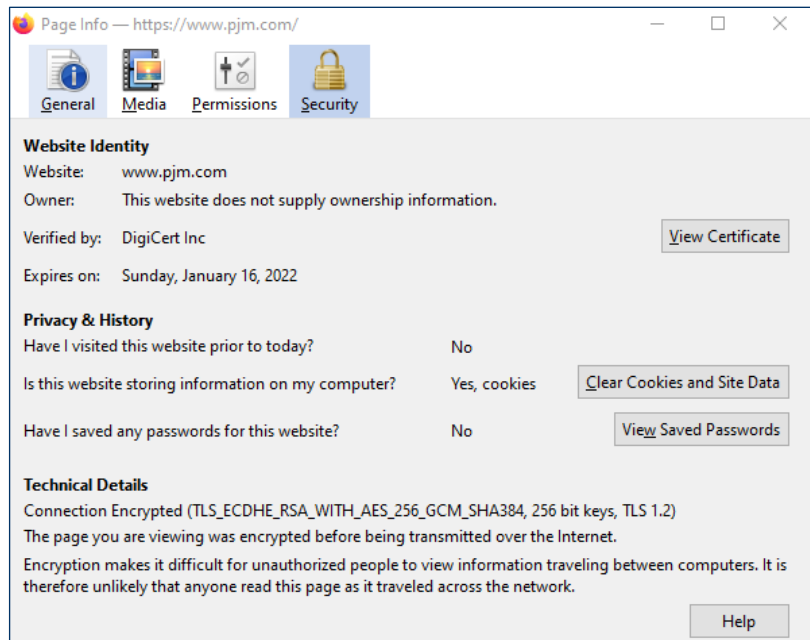 Page Info — https://www.pjm.com/
General Media Permissions Security
Website Identity
Website: www.pjm.com
Owner: This website does not supply ownership information.
Verified by: DigiCert Inc View Certificate
Expires on: Sunday, January 16, 2022
Privacy & History
Have I visited this website prior to today? No
Is this website storing information on my computer? Yes, cookies Clear Cookies and Site Data
Have I saved any passwords for this website? No View Saved Passwords
Technical Details
Connection Encrypted (TLS_ECDHE_RSA_WITH_AES_256_GCM_SHA384, 256 bit keys, TLS 1.2)
The page you are viewing was encrypted before being transmitted over the Internet.
Encryption makes it difficult for unauthorized people to view information traveling between computers. It is
therefore unlikely that anyone read this page as it traveled across the network.
Help